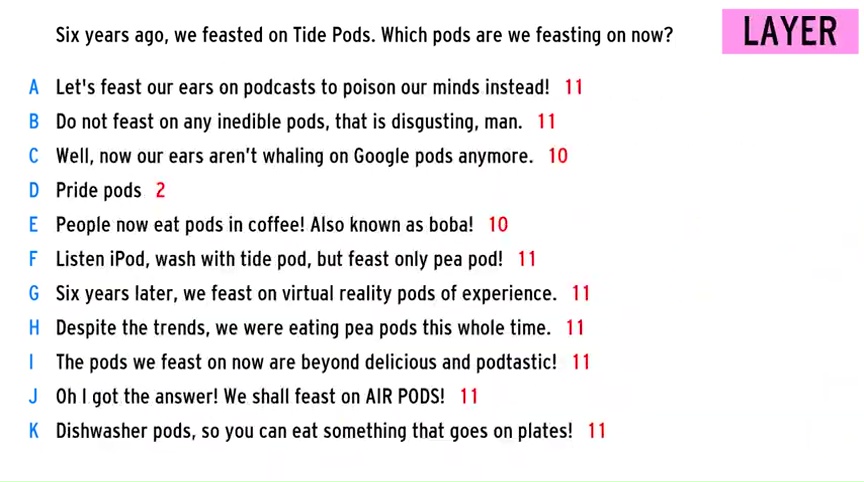 Six years ago, we feasted on Tide Pods. Which pods are we feasting on now?
LAYER
A Let's feast our ears on podcasts to poison our minds instead! 11
B Do not feast on any inedible pods, that is disgusting, man. 11
C Well, now our ears aren't whaling on Google pods anymore. 10
D Pride pods 2
E People now eat pods in coffee! Also known as boba! 10
F Listen iPod, wash with tide pod, but feast only pea pod! 11
G Six years later, we feast on virtual reality pods of experience. 11
H Despite the trends, we were eating pea pods this whole time. 11
I The pods we feast on now are beyond delicious and podtastic! 11
J Oh I got the answer! We shall feast on AIR PODS! 11
K Dishwasher pods, so you can eat something that goes on plates! 11